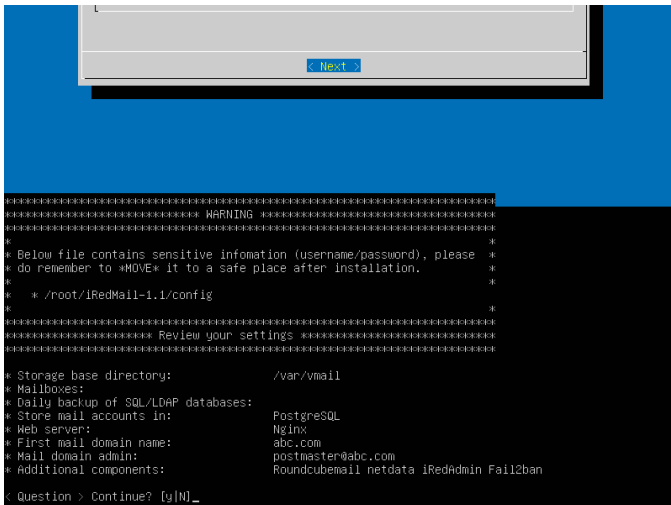 < Next >
******************************************************************************
******************************* WARNING **************************************
******************************************************************************
*                                                                            *
* Below file contains sensitive infomation (username/password), please  *
* do remember to *MOVE* it to a safe place after installation.          *
*                                                                            *
*   * /root/iRedMail-1.1/config
*                                                                            *
******************************************************************************
************************ Review your settings *******************************
******************************************************************************
* Storage base directory:               /var/vmail
* Mailboxes:
* Daily backup of SQL/LDAP databases:
* Store mail accounts in:               PostgreSQL
* Web server:                           Nginx
* First mail domain name:               abc.com
* Mail domain admin:                    postmaster@abc.com
* Additional components:                Roundcubemail netdata iRedAdmin Fail2ban
< Question > Continue? [y|N]_